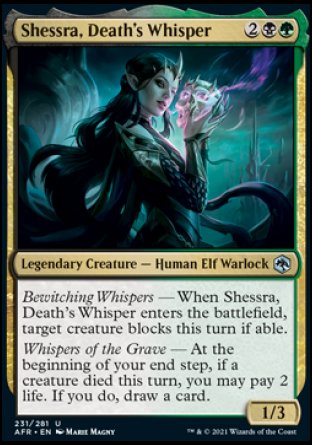 Shessra, Death's Whisper 2
Legendary Creature — Human Elf Warlock
Bewitching Whispers — When Shessra,
Death's Whisper enters the battlefield,
target creature blocks this turn if able.
Whispers of the Grave — At the
beginning of your end step, if a
creature died this turn, you may pay 2
life. If you do, draw a card.
1/3
231/281 U
AFR • EN Marie Magny
™ & © 2021 Wizards of the Coast